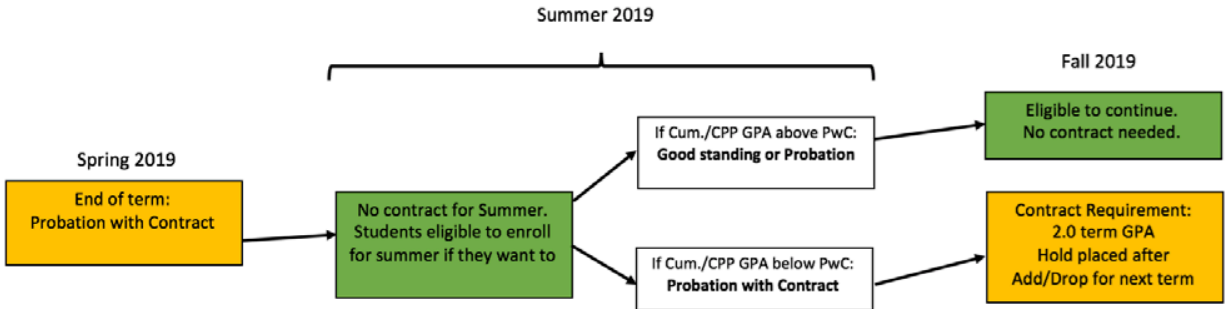 Summer 2019
Fall 2019
Spring 2019
End of term:
Probation with Contract
No contract for Summer.
Students eligible to enroll
for summer if they want to
If Cum./CPP GPA above PwC:
Good standing or Probation
If Cum./CPP GPA below PwC:
Probation with Contract
Eligible to continue.
No contract needed.
Contract Requirement:
2.0 term GPA
Hold placed after
Add/Drop for next term